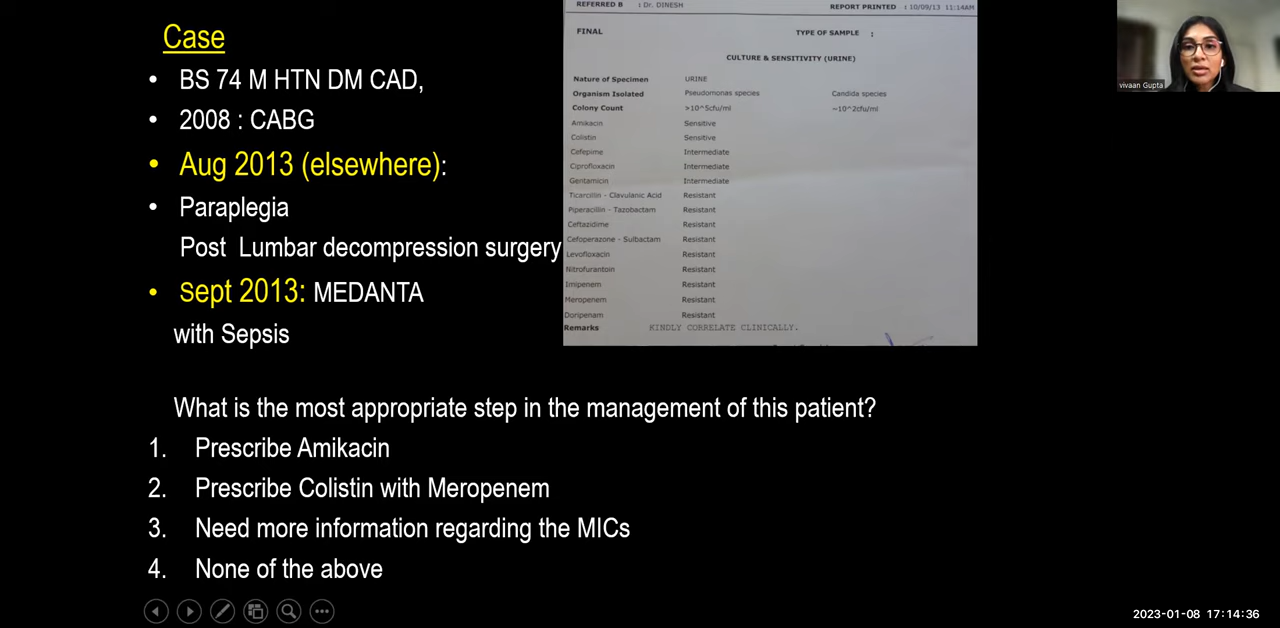 Case
• BS 74 M HTN DM CAD,
• 2008 : CABG
• Aug 2013 (elsewhere):
• Paraplegia
Post Lumbar decompression surgery
• Sept 2013: MEDANTA
with Sepsis
REFERRED B : Dr. DINESH REPORT PRINTED : 10/09/13 11:14AM
FINAL TYPE OF SAMPLE :
CULTURE & SENSITIVITY (URINE)
Nature of Specimen URINE
Organism Isolated Pseudomonas species Candida species
Colony Count >10^5cfu/ml ~10^2cfu/ml
Amikacin Sensitive
Colistin Sensitive
Cefepime Intermediate
Ciprofloxacin Intermediate
Gentamicin Intermediate
Ticarcillin - Clavulanic Acid Resistant
Piperacillin - Tazobactam Resistant
Ceftazidime Resistant
Cefoperazone - Sulbactam Resistant
Levofloxacin Resistant
Nitrofurantoin Resistant
Imipenem Resistant
Meropenem Resistant
Doripenam Resistant
Remarks KINDLY CORRELATE CLINICALLY.
vivaan Gupta
What is the most appropriate step in the management of this patient?
1. Prescribe Amikacin
2. Prescribe Colistin with Meropenem
3. Need more information regarding the MICs
4. None of the above
2023-01-08 17:14:36